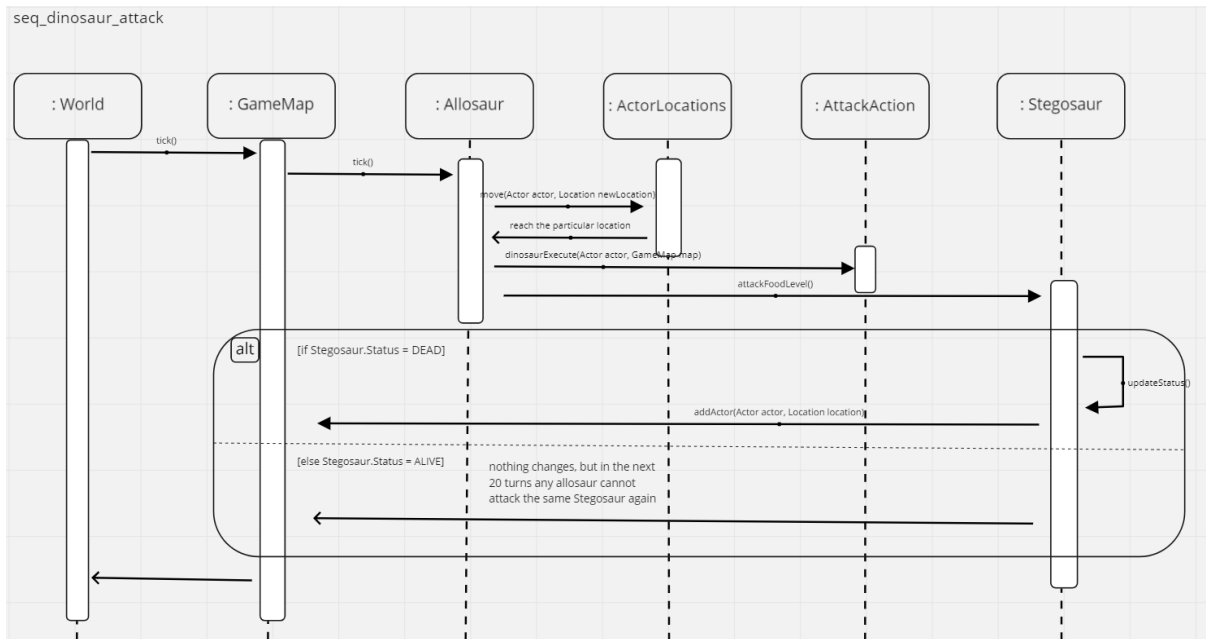 seq_dinosaur_attack
: World
: GameMap
: Allosaur
: ActorLocations
: AttackAction
: Stegosaur
tick()
tick()
move(Actor actor, Location newLocation)
reach the particular location
dinosaurExecute(Actor actor, GameMap map)
attackFoodLevel()
alt
[if Stegosaur.Status = DEAD]
updateStatus()
addActor(Actor actor, Location location)
[else Stegosaur.Status = ALIVE]
nothing changes, but in the next
20 turns any allosaur cannot
attack the same Stegosaur again